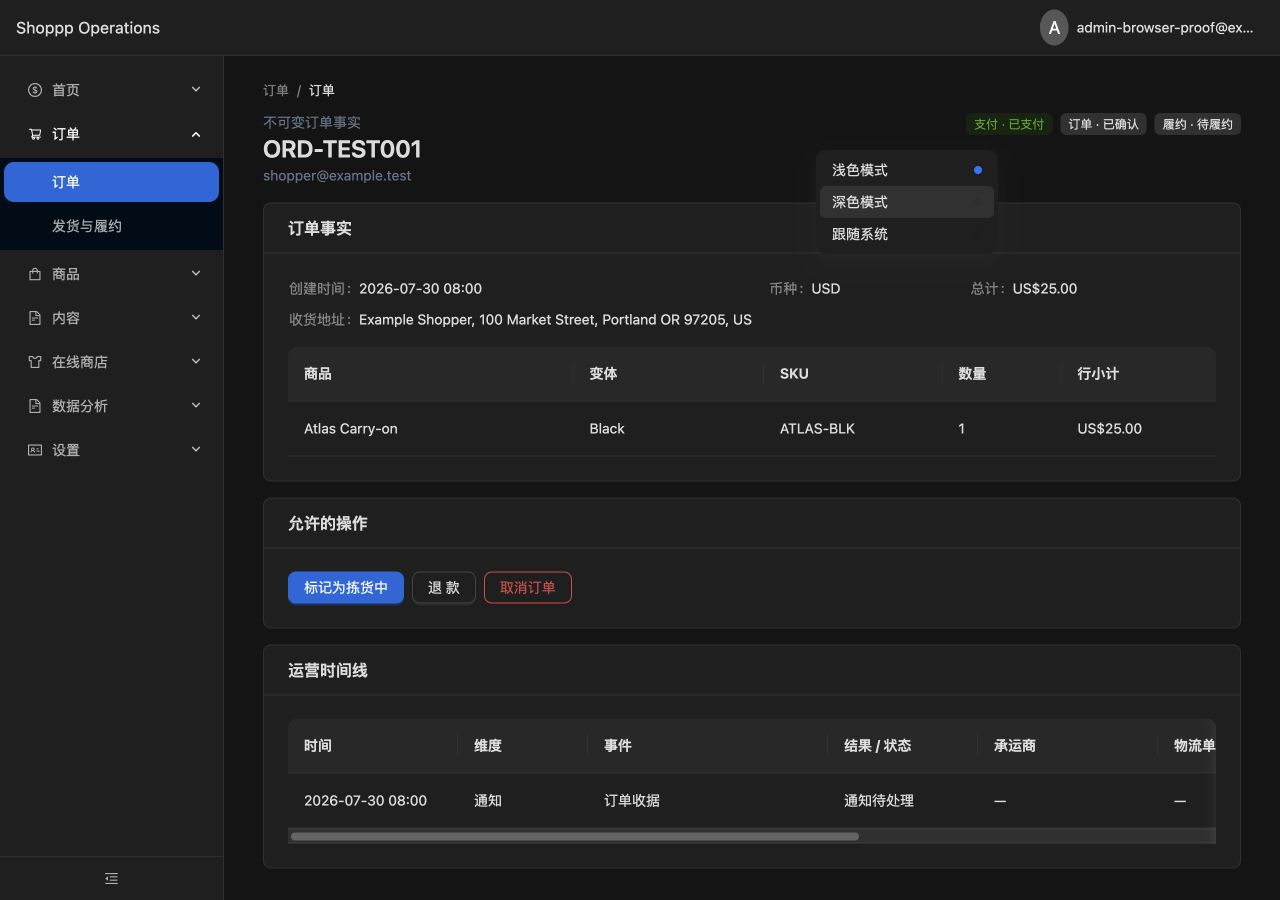 Shoppp Operations
A admin-browser-proof@ex...
首页
订单
订单
发货与履约
商品
内容
在线商店
数据分析
设置
订单 / 订单
不可变订单事实
ORD-TEST001
shopper@example.test
支付 · 已支付 订单 · 已确认 履约 · 待履约
浅色模式
深色模式
跟随系统
订单事实
创建时间： 2026-07-30 08:00 币种： USD 总计： US$25.00
收货地址： Example Shopper, 100 Market Street, Portland OR 97205, US
商品 变体 SKU 数量 行小计
Atlas Carry-on Black ATLAS-BLK 1 US$25.00
允许的操作
标记为拣货中 退 款 取消订单
运营时间线
时间 维度 事件 结果 / 状态 承运商 物流单
2026-07-30 08:00 通知 订单收据 通知待处理 — —